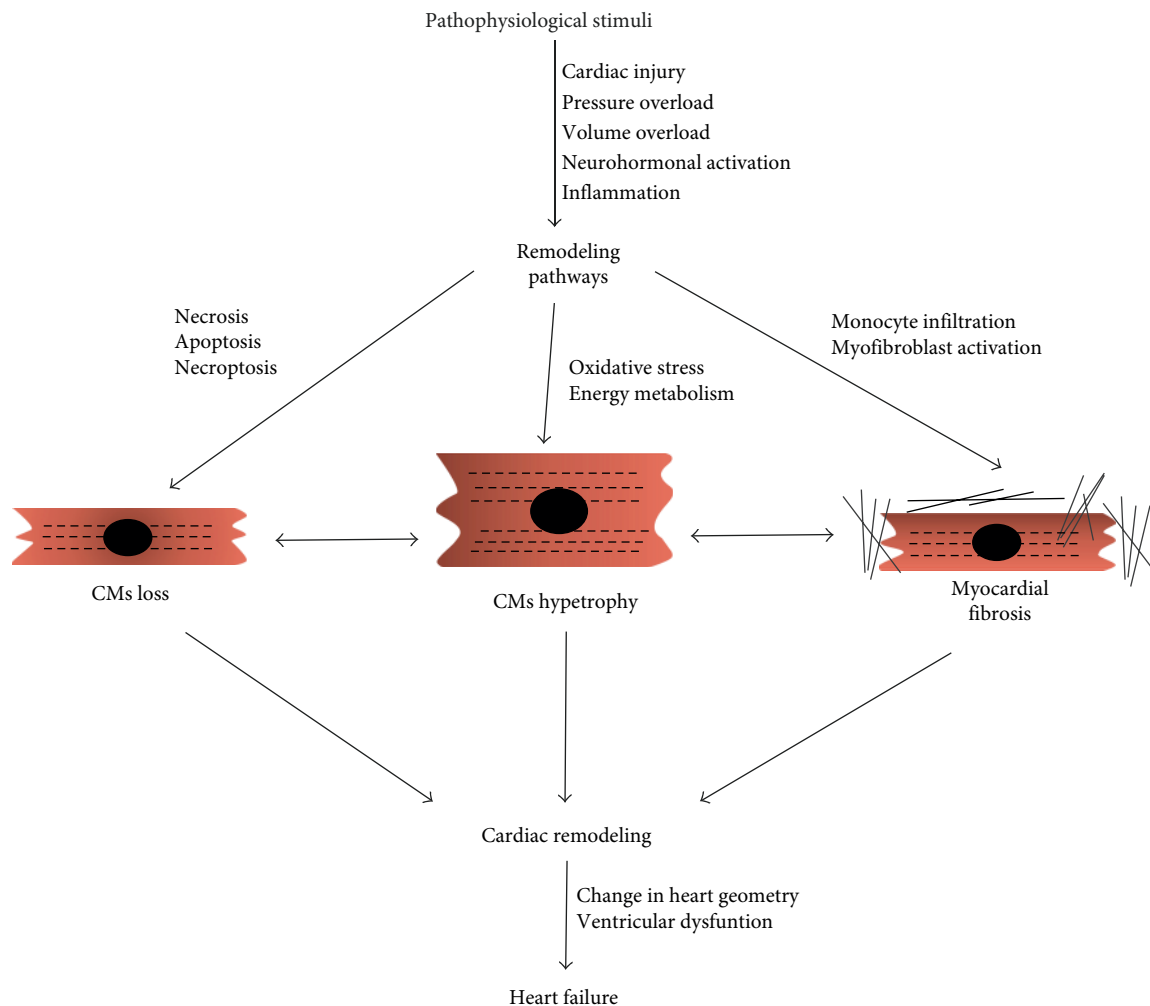 Pathophysiological stimuli
Cardiac injury
Pressure overload
Volume overload
Neurohormonal activation
Inflammation
Remodeling
pathways
Necrosis
Apoptosis
Necroptosis
Oxidative stress
Energy metabolism
Monocyte infiltration
Myofibroblast activation
CMs loss
CMs hypetrophy
Myocardial
fibrosis
Cardiac remodeling
Change in heart geometry
Ventricular dysfuntion
Heart failure